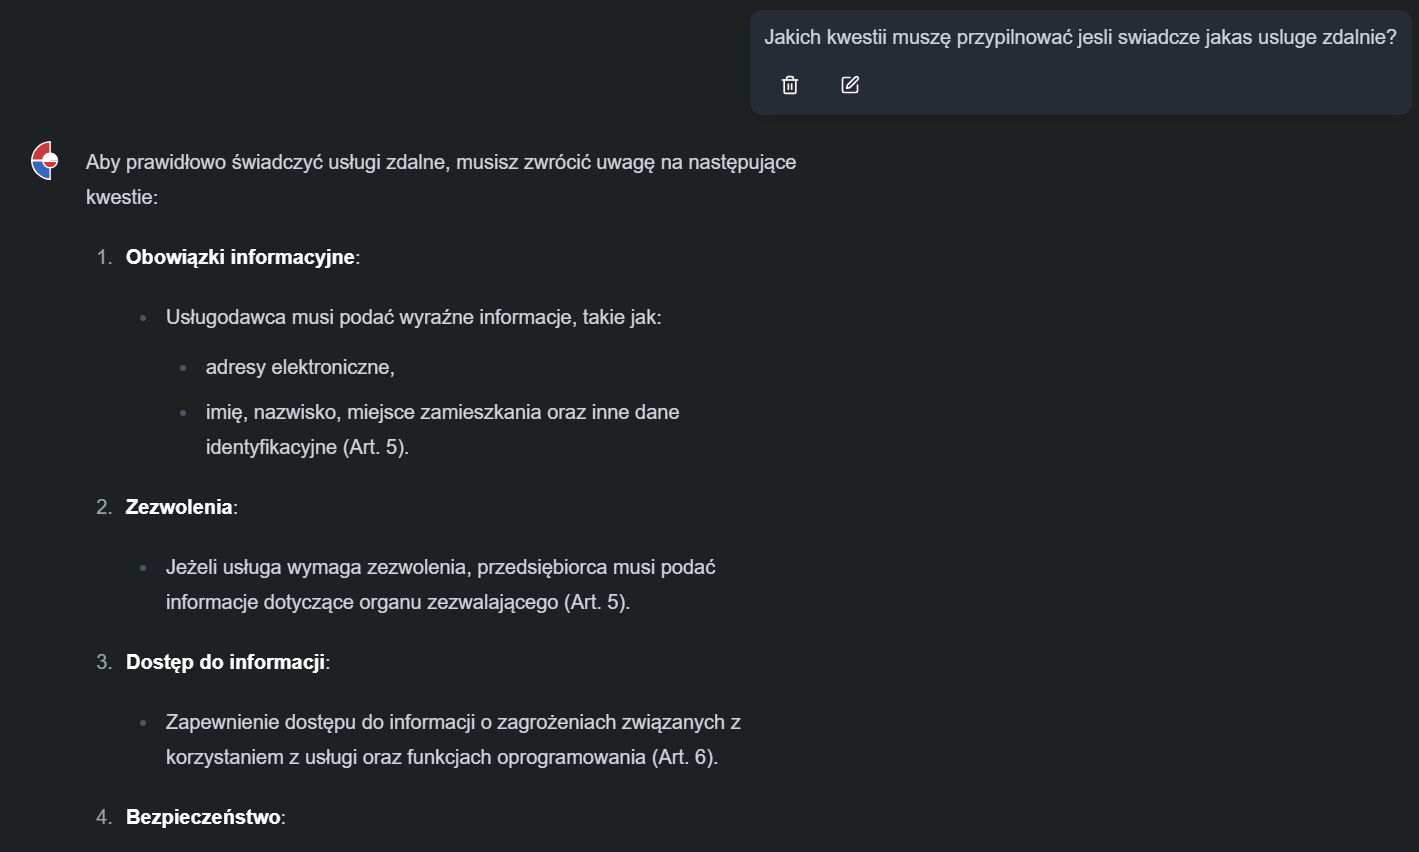 Jakich kwestii muszę przypilnować jesli swiadcze jakas usluge zdalnie?
Aby prawidłowo świadczyć usługi zdalne, musisz zwrócić uwagę na następujące
kwestie:
1. Obowiązki informacyjne:
• Usługodawca musi podać wyraźne informacje, takie jak:
• adresy elektroniczne,
• imię, nazwisko, miejsce zamieszkania oraz inne dane
identyfikacyjne (Art. 5).
2. Zezwolenia:
• Jeżeli usługa wymaga zezwolenia, przedsiębiorca musi podać
informacje dotyczące organu zezwalającego (Art. 5).
3. Dostęp do informacji:
• Zapewnienie dostępu do informacji o zagrożeniach związanych z
korzystaniem z usługi oraz funkcjach oprogramowania (Art. 6).
4. Bezpieczeństwo: